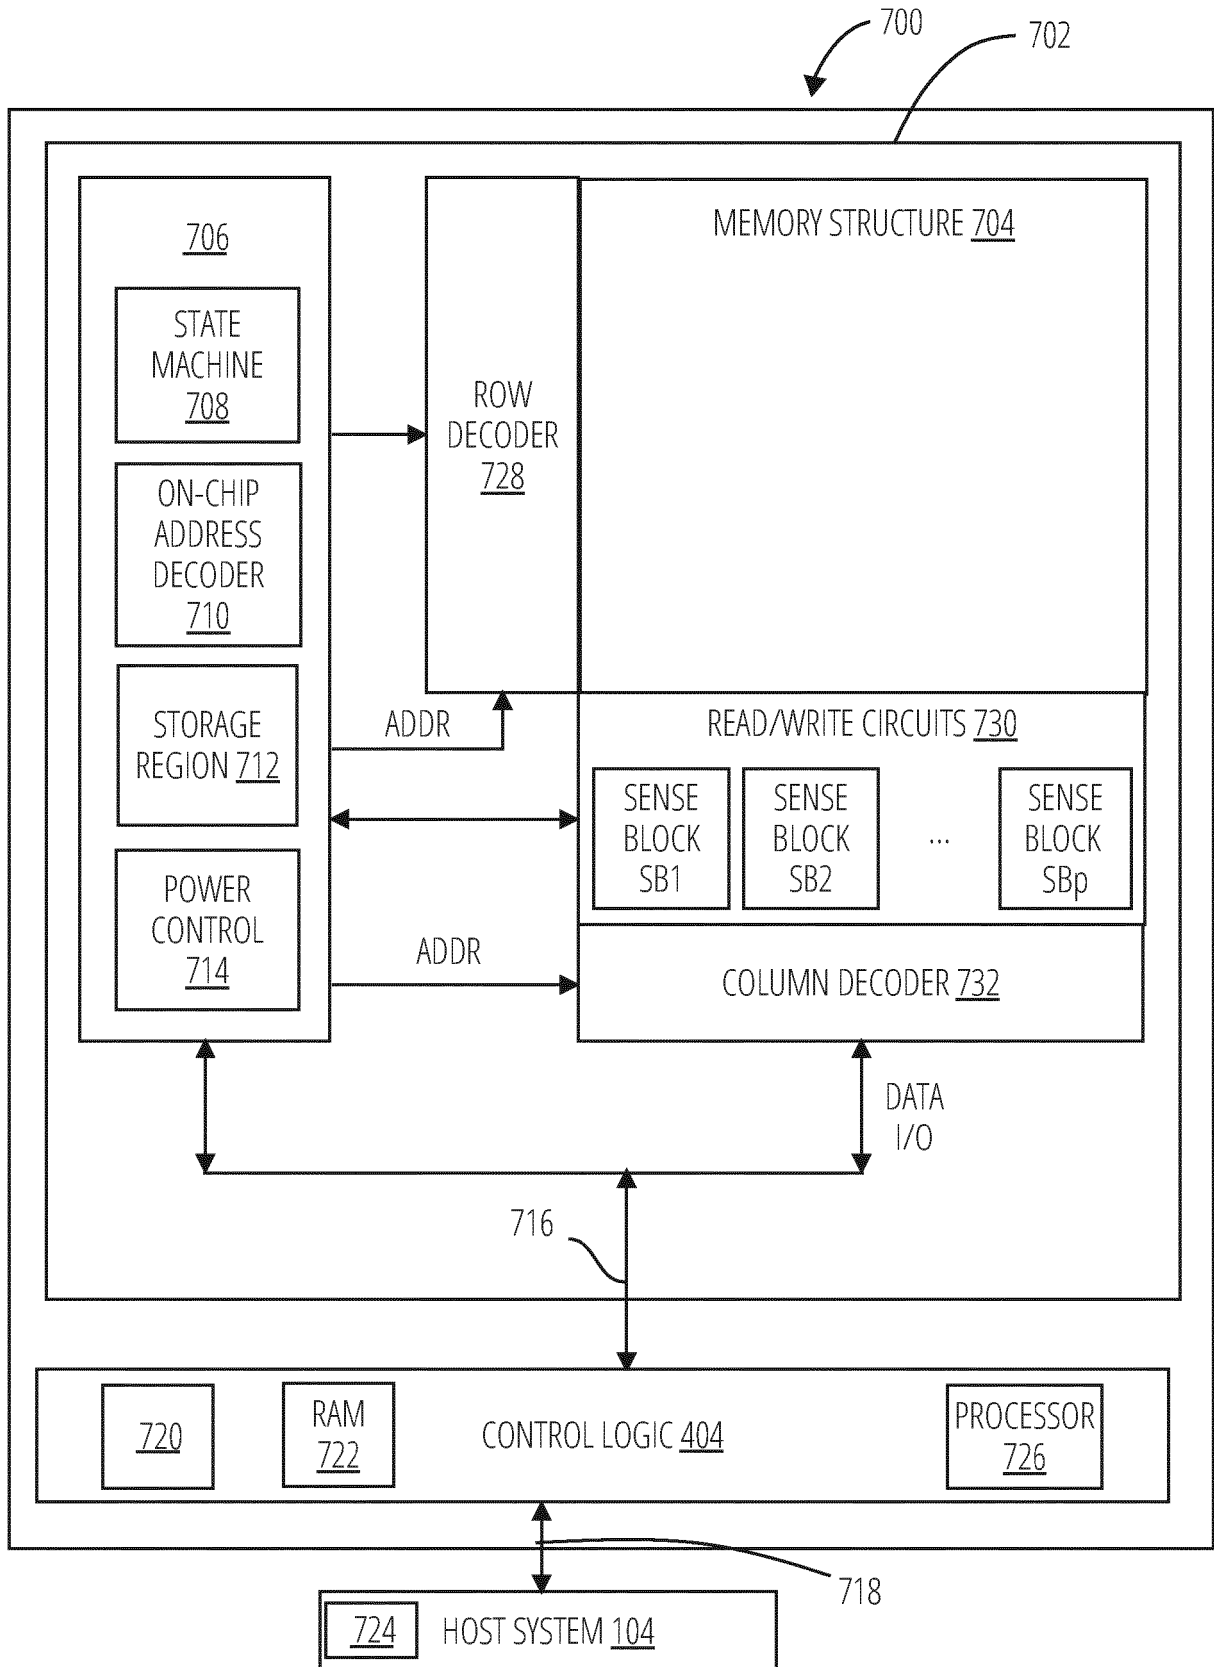 700
702
706
STATE
MACHINE
708
ON-CHIP
ADDRESS
DECODER
710
STORAGE
REGION 712
POWER
CONTROL
714
ROW
DECODER
728
MEMORY STRUCTURE 704
ADDR
READ/WRITE CIRCUITS 730
SENSE
BLOCK
SB1
SENSE
BLOCK
SB2
...
SENSE
BLOCK
SBp
ADDR
COLUMN DECODER 732
DATA
I/O
716
720
RAM
722
CONTROL LOGIC 404
PROCESSOR
726
718
724
HOST SYSTEM 104